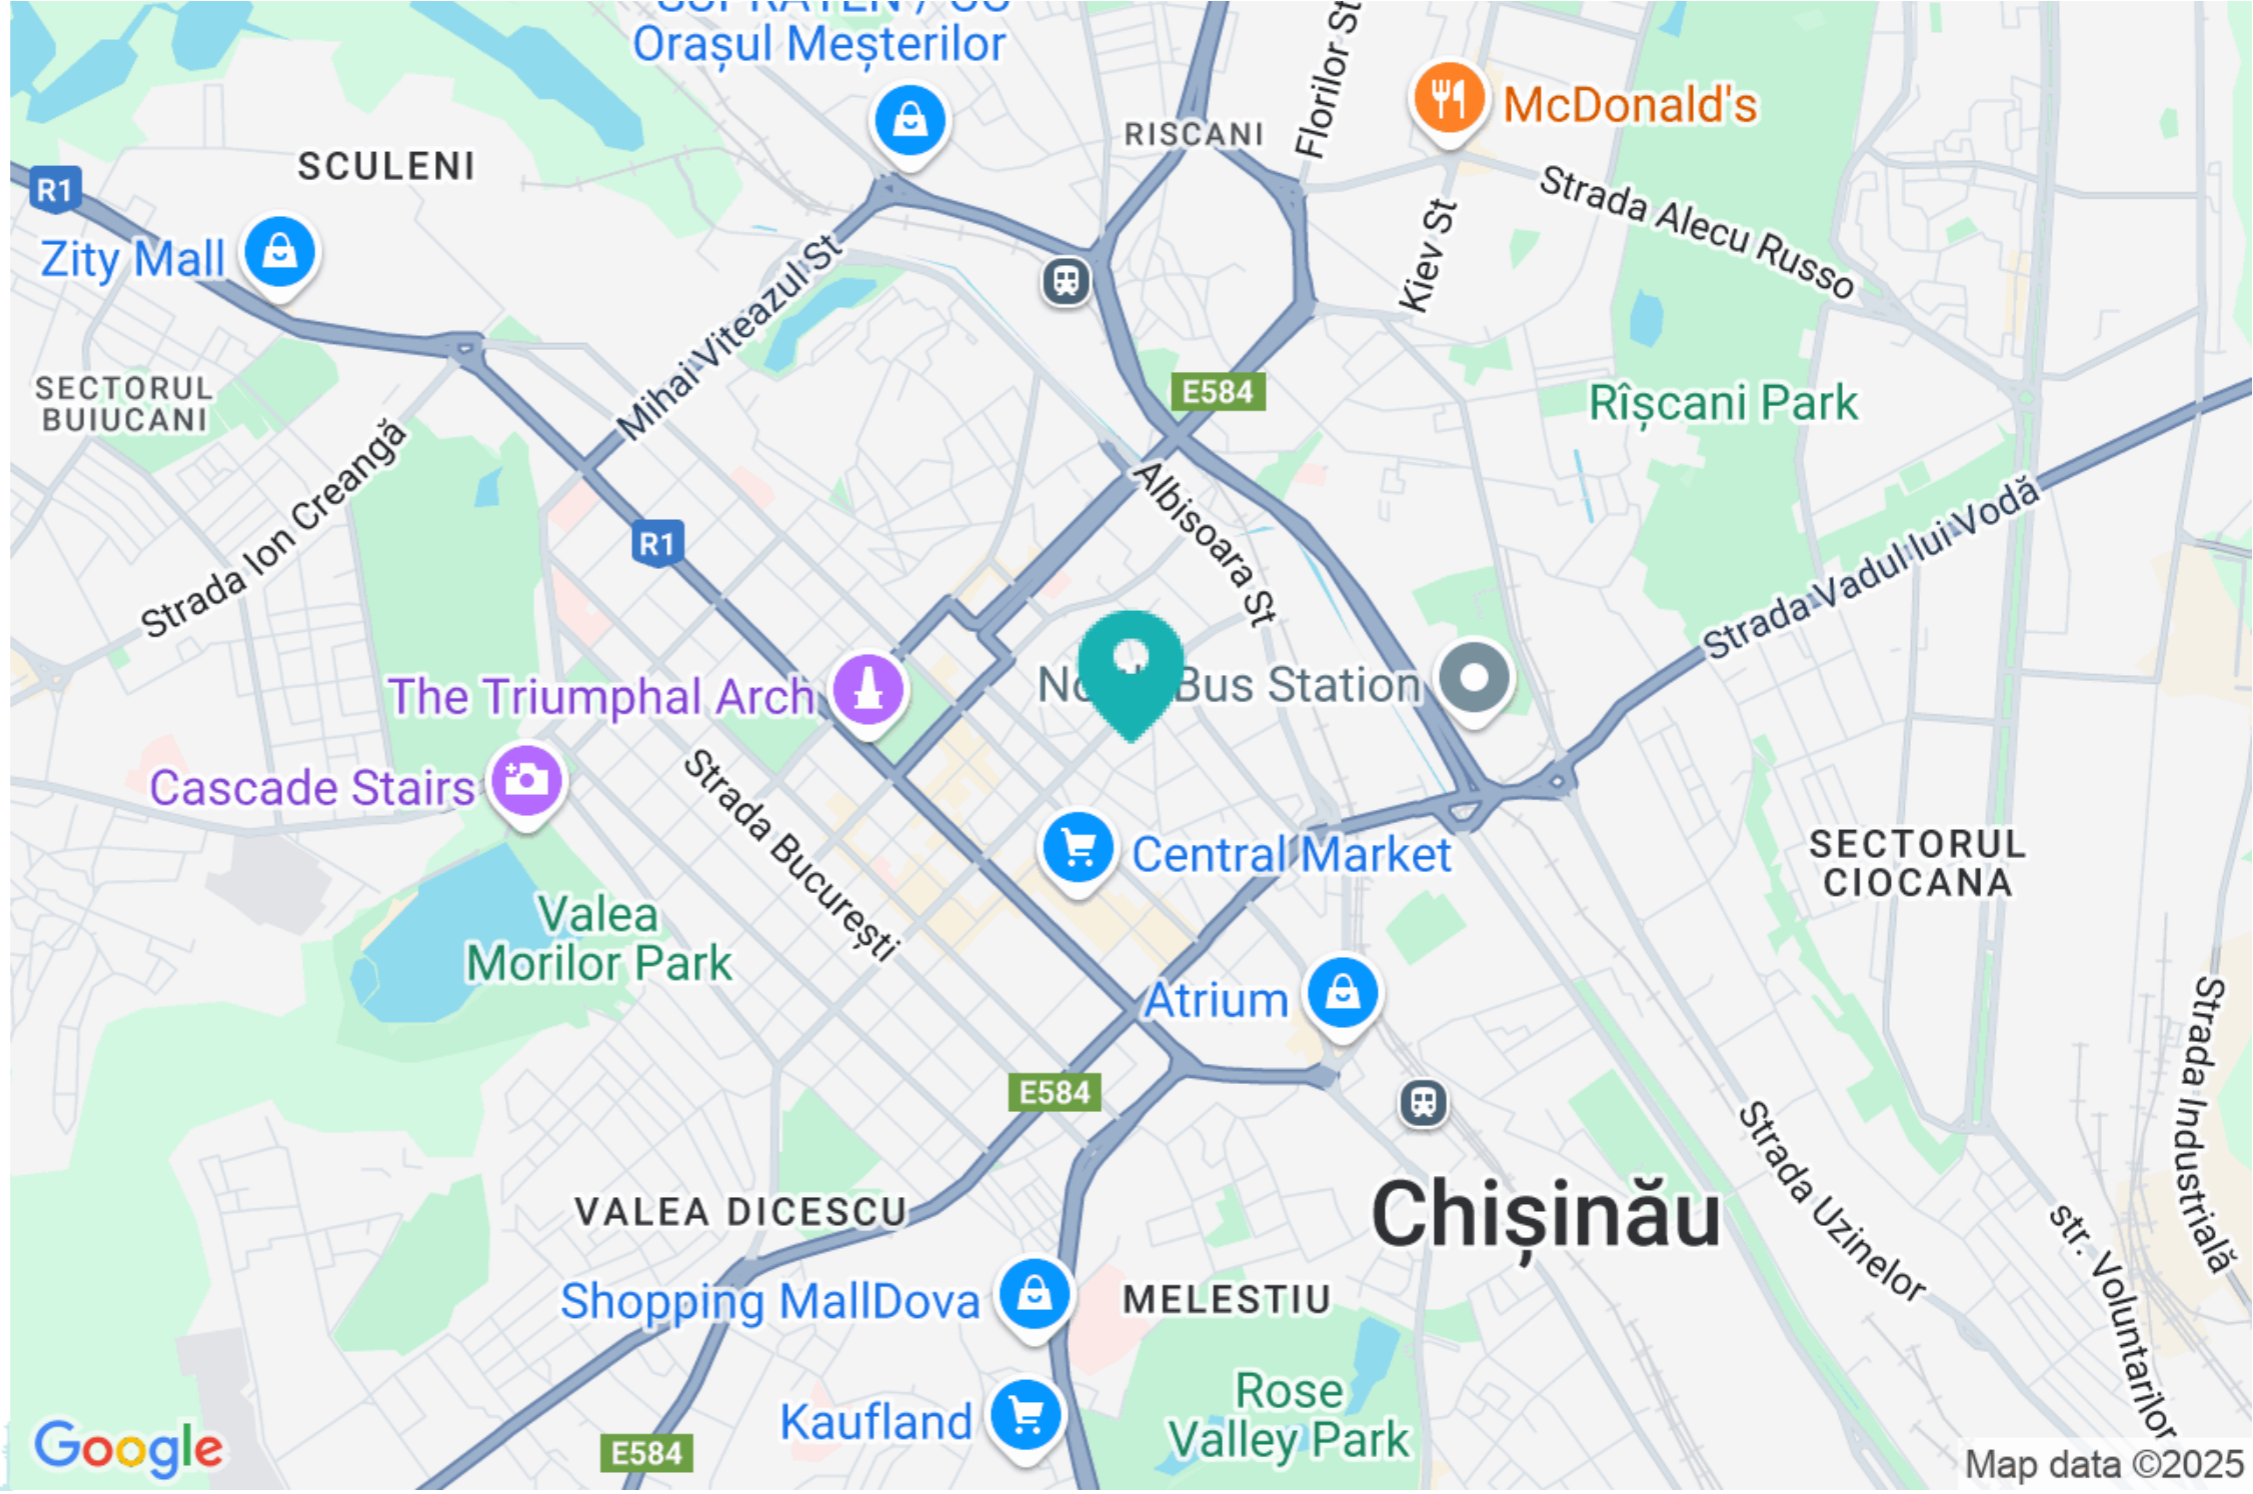 Orașul Meșterilor
RISCANI
Florilor St
McDonald's
SCULENI
R1
Zity Mall
Mihai Viteazul St
Kiev St
Strada Alecu Russo
SECTORUL
BUIUCANI
E584
Rîșcani Park
Strada Ion Creangă
R1
Albisoara St
Strada Vadul lui Vodă
The Triumphal Arch
Bus Station
Cascade Stairs
Strada București
Central Market
SECTORUL
CIOCANA
Valea
Morilor Park
Atrium
E584
Strada Industrială
Strada Uzinelor
VALEA DICESCU
Chișinău
str. Voluntarilor
Shopping MallDova
MELESTIU
Rose
Valley Park
Kaufland
E584
Google
Map data ©2025